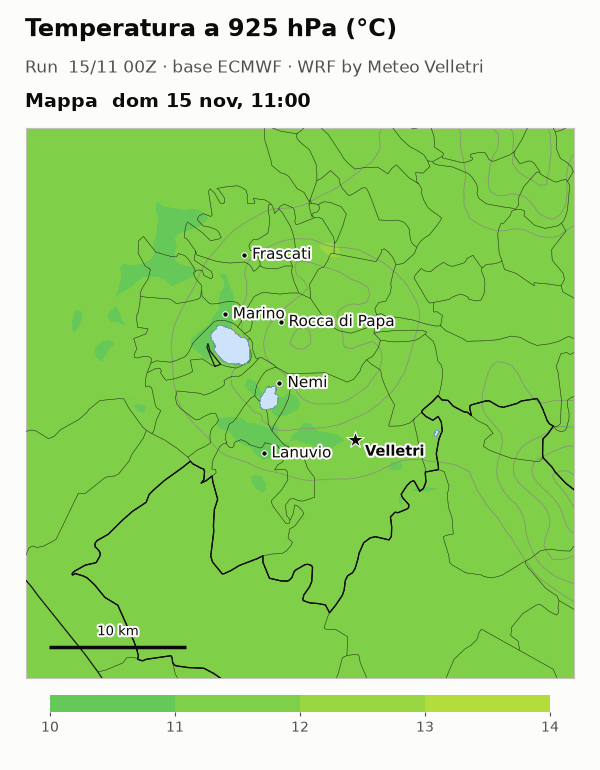 Temperatura a 925 hPa (°C)
Run  15/11 00Z · base ECMWF · WRF by Meteo Velletri
Mappa  dom 15 nov, 11:00
Frascati
Marino
Rocca di Papa
Nemi
Velletri
Lanuvio
10 km
10 11 12 13 14